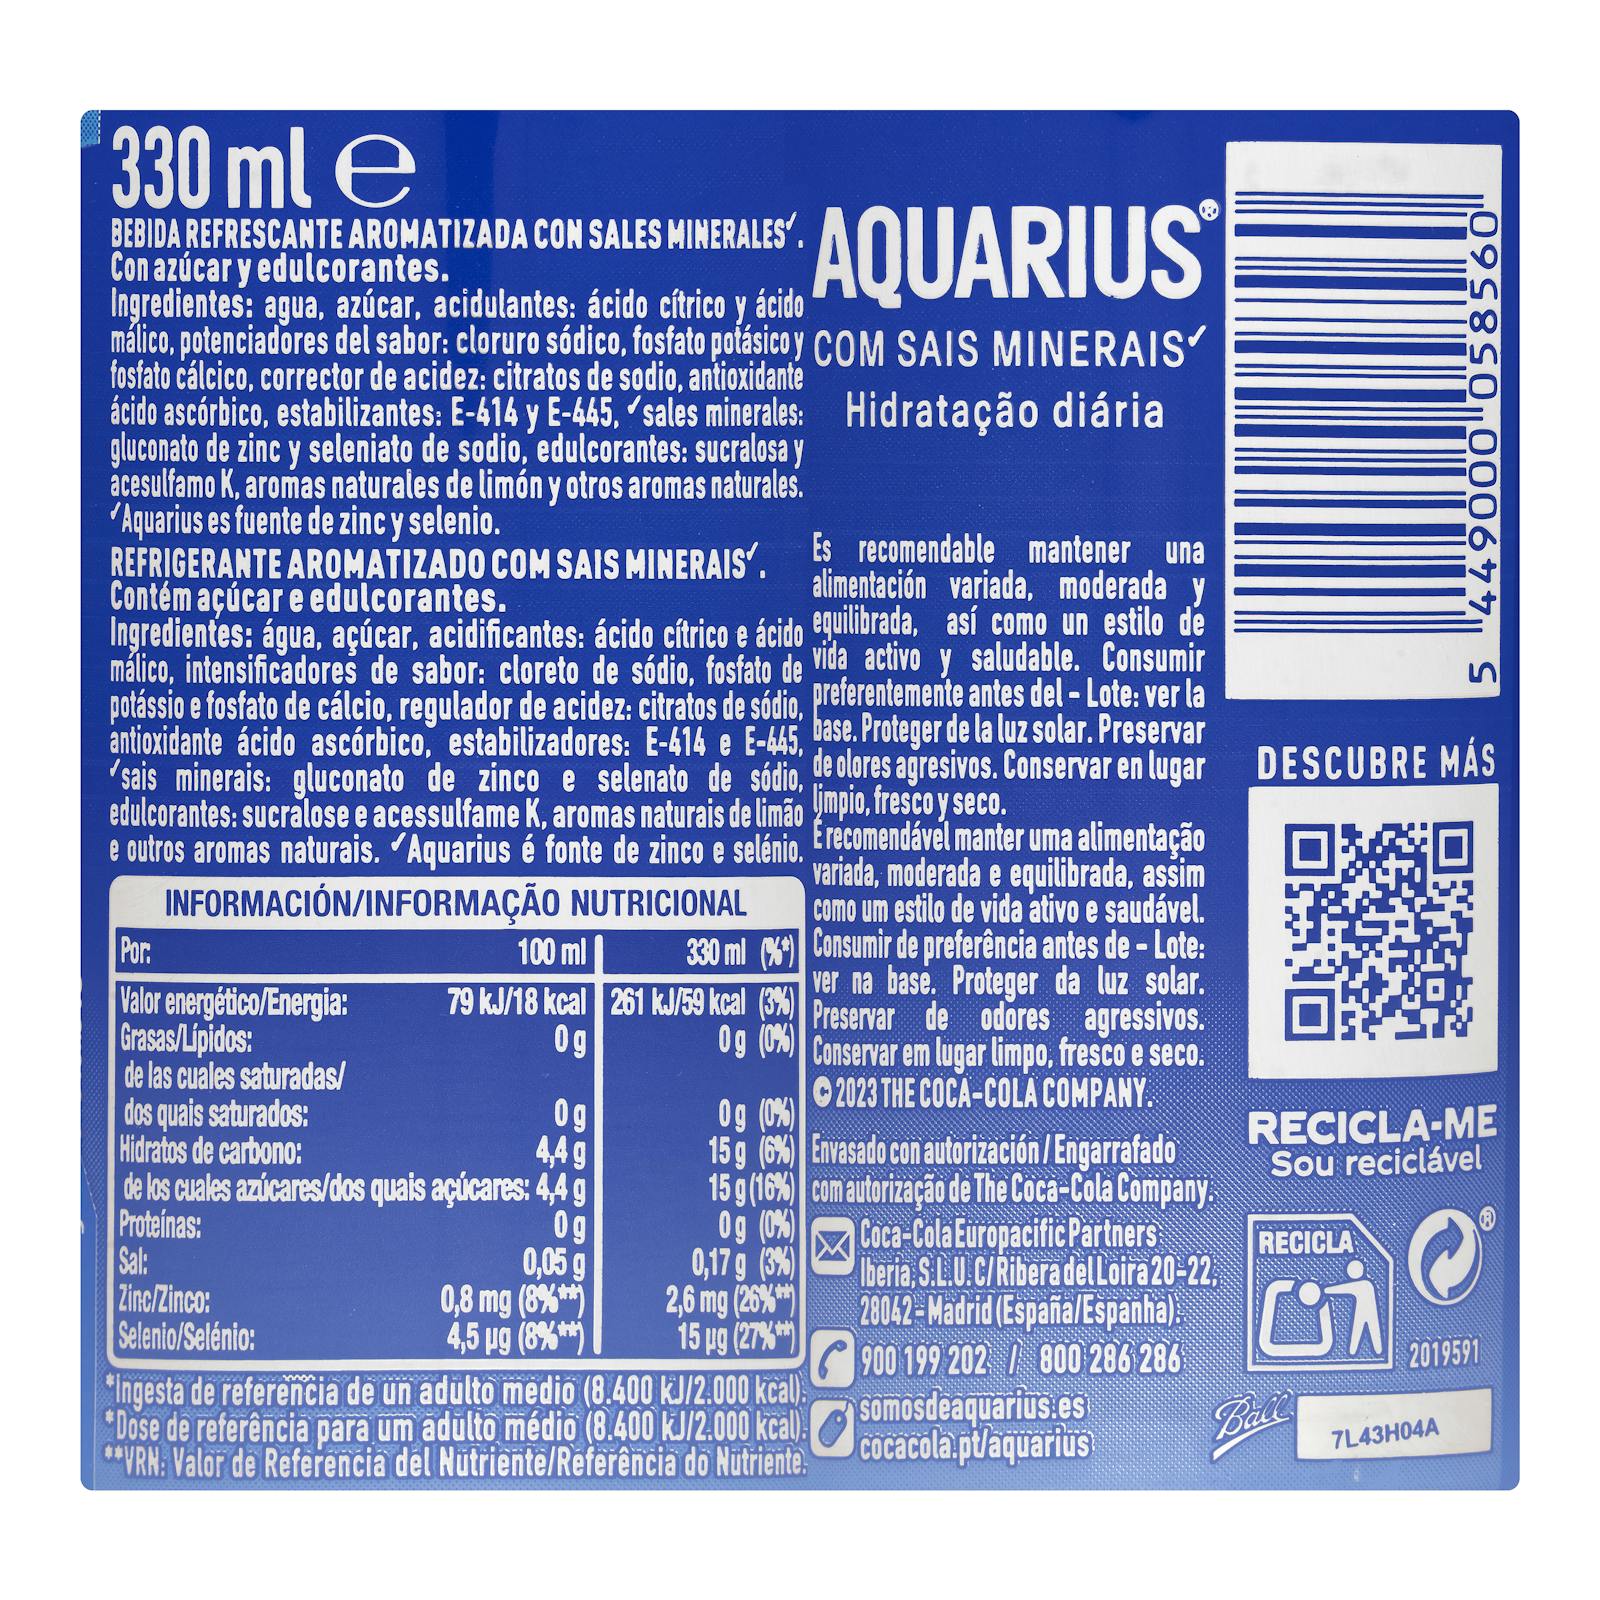 330 ml ℮
BEBIDA REFRESCANTE AROMATIZADA CON SALES MINERALES✓.
Con azúcar y edulcorantes.
Ingredientes: agua, azúcar, acidulantes: ácido cítrico y ácido
málico, potenciadores del sabor: cloruro sódico, fosfato potásico y
fosfato cálcico, corrector de acidez: citratos de sodio, antioxidante
ácido ascórbico, estabilizantes: E-414 y E-445, ✓sales minerales:
gluconato de zinc y seleniato de sodio, edulcorantes: sucralosa y
acesulfamo K, aromas naturales de limón y otros aromas naturales.
✓Aquarius es fuente de zinc y selenio.
REFRIGERANTE AROMATIZADO COM SAIS MINERAIS✓.
Contém açúcar e edulcorantes.
Ingredientes: água, açúcar, acidificantes: ácido cítrico e ácido
málico, intensificadores de sabor: cloreto de sódio, fosfato de
potássio e fosfato de cálcio, regulador de acidez: citratos de sódio,
antioxidante ácido ascórbico, estabilizadores: E-414 e E-445,
✓sais minerais: gluconato de zinco e selenato de sódio,
edulcorantes: sucralose e acessulfame K, aromas naturais de limão
e outros aromas naturais. ✓Aquarius é fonte de zinco e selénio.
INFORMACIÓN/INFORMAÇÃO NUTRICIONAL
Por: 100 ml 330 ml (%*)
Valor energético/Energia: 79 kJ/18 kcal 261 kJ/59 kcal (3%)
Grasas/Lípidos: 0 g 0 g (0%)
de las cuales saturadas/
dos quais saturados: 0 g 0 g (0%)
Hidratos de carbono: 4,4 g 15 g (6%)
de los cuales azúcares/dos quais açúcares: 4,4 g 15 g (16%)
Proteínas: 0 g 0 g (0%)
Sal: 0,05 g 0,17 g (3%)
Zinc/Zinco: 0,8 mg (8%**) 2,6 mg (26%**)
Selenio/Selénio: 4,5 µg (8%**) 15 µg (27%**)
*Ingesta de referencia de un adulto medio (8.400 kJ/2.000 kcal).
*Dose de referência para um adulto médio (8.400 kJ/2.000 kcal).
**VRN: Valor de Referencia del Nutriente/Referência do Nutriente.
AQUARIUS®
COM SAIS MINERAIS✓
Hidratação diária
Es recomendable mantener una
alimentación variada, moderada y
equilibrada, así como un estilo de
vida activo y saludable. Consumir
preferentemente antes del - Lote: ver la
base. Proteger de la luz solar. Preservar
de olores agresivos. Conservar en lugar
limpio, fresco y seco.
É recomendável manter uma alimentação
variada, moderada e equilibrada, assim
como um estilo de vida ativo e saudável.
Consumir de preferência antes de - Lote:
ver na base. Proteger da luz solar.
Preservar de odores agressivos.
Conservar em lugar limpo, fresco e seco.
© 2023 THE COCA-COLA COMPANY.
Envasado con autorización / Engarrafado
com autorização de The Coca-Cola Company.
Coca-Cola Europacific Partners
Iberia, S.L.U. C/ Ribera del Loira 20-22,
28042 - Madrid (España/Espanha).
900 199 202 / 800 286 286
somosdeaquarius.es
cocacola.pt/aquarius
5 449000 058560
DESCUBRE MÁS
RECICLA-ME
Sou reciclável
RECICLA
®
2019591
Ball
7L43H04A